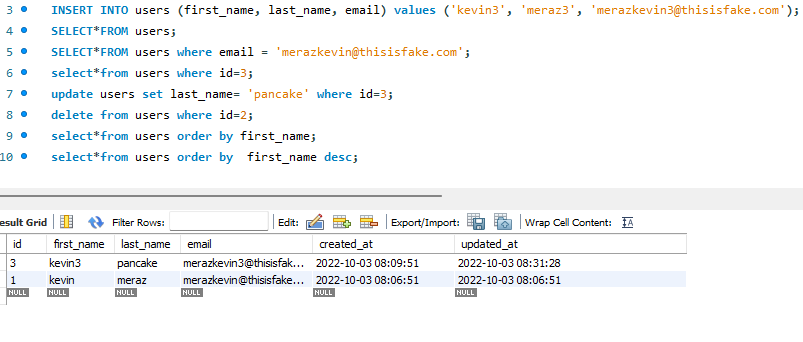 3 INSERT INTO users (first_name, last_name, email) values ('kevin3', 'meraz3', 'merazkevin3@thisisfake.com');
4 SELECT*FROM users;
5 SELECT*FROM users where email = 'merazkevin@thisisfake.com';
6 select*from users where id=3;
7 update users set last_name= 'pancake' where id=3;
8 delete from users where id=2;
9 select*from users order by first_name;
10 select*from users order by  first_name desc;
esult Grid Filter Rows: Edit: Export/Import: Wrap Cell Content: IA
id first_name last_name email created_at updated_at
3 kevin3 pancake merazkevin3@thisisfak... 2022-10-03 08:09:51 2022-10-03 08:31:28
1 kevin meraz merazkevin@thisisfake... 2022-10-03 08:06:51 2022-10-03 08:06:51
NULL NULL NULL NULL NULL NULL